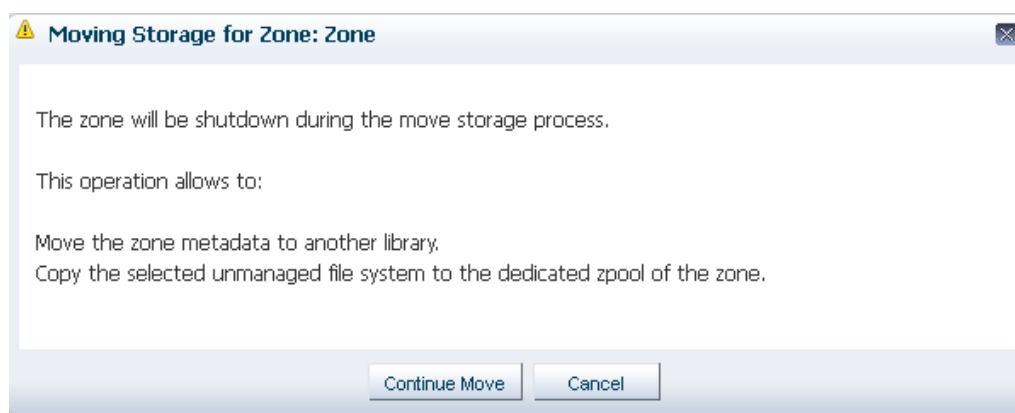 Moving Storage for Zone: Zone
The zone will be shutdown during the move storage process.
This operation allows to:
Move the zone metadata to another library.
Copy the selected unmanaged file system to the dedicated zpool of the zone.
Continue Move
Cancel